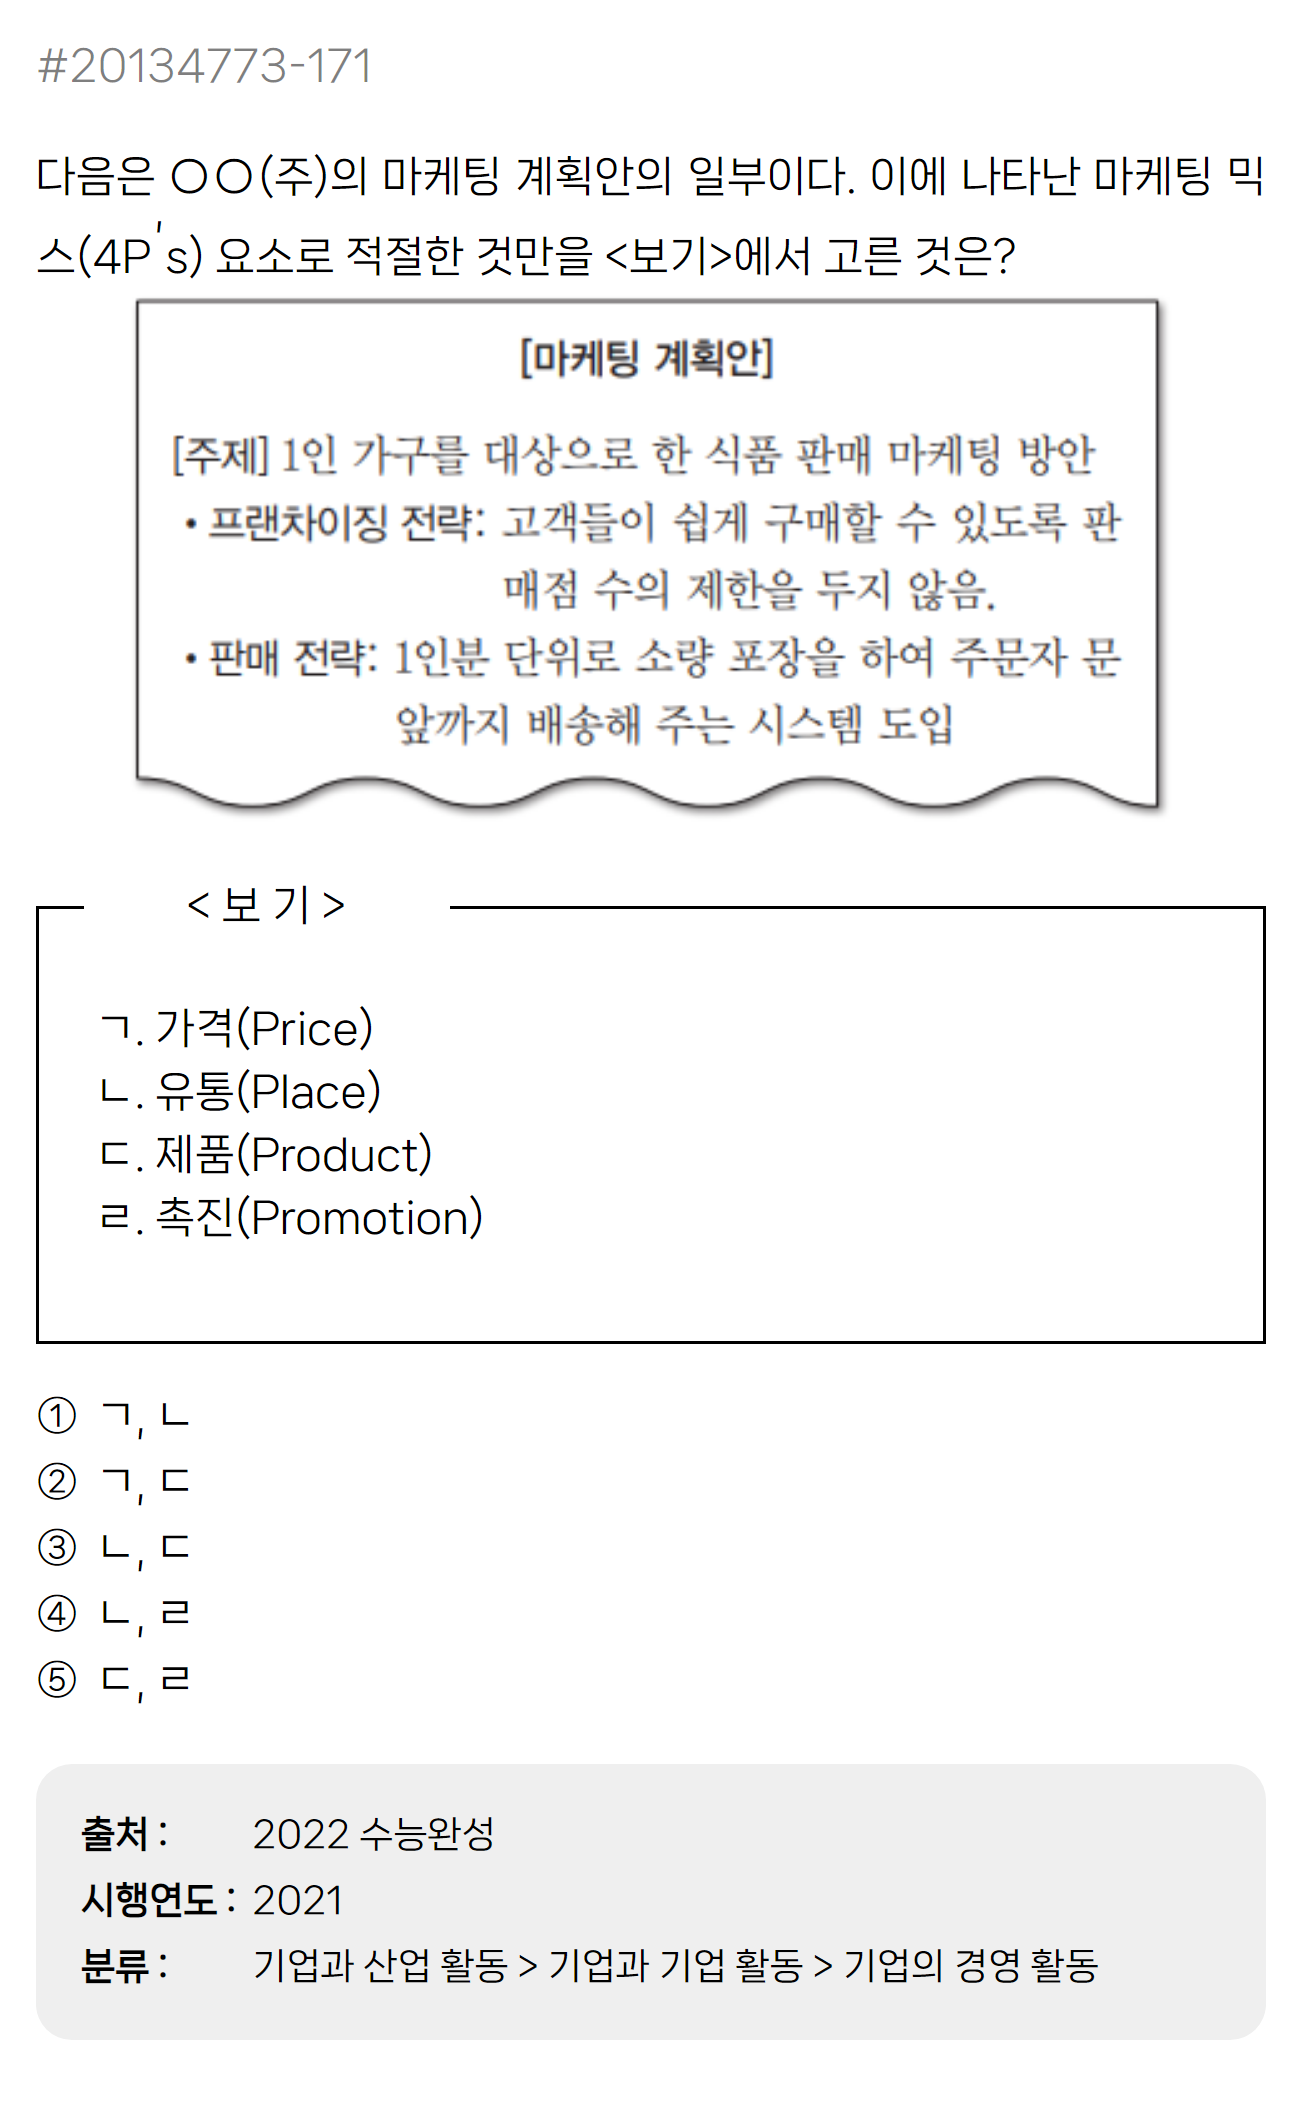 #20134773-171
다음은 〇〇(주)의 마케팅 계획안의 일부이다. 이에 나타난 마케팅 믹
스(4P′s) 요소로 적절한 것만을 <보기>에서 고른 것은?
[마케팅 계획안]
[주제] 1인 가구를 대상으로 한 식품 판매 마케팅 방안
• 프랜차이징 전략: 고객들이 쉽게 구매할 수 있도록 판
매점 수의 제한을 두지 않음.
• 판매 전략: 1인분 단위로 소량 포장을 하여 주문자 문
앞까지 배송해 주는 시스템 도입
< 보 기 >
ㄱ. 가격(Price)
ㄴ. 유통(Place)
ㄷ. 제품(Product)
ㄹ. 촉진(Promotion)
① ㄱ, ㄴ
② ㄱ, ㄷ
③ ㄴ, ㄷ
④ ㄴ, ㄹ
⑤ ㄷ, ㄹ
출처 : 2022 수능완성
시행연도 : 2021
분류 : 기업과 산업 활동 > 기업과 기업 활동 > 기업의 경영 활동